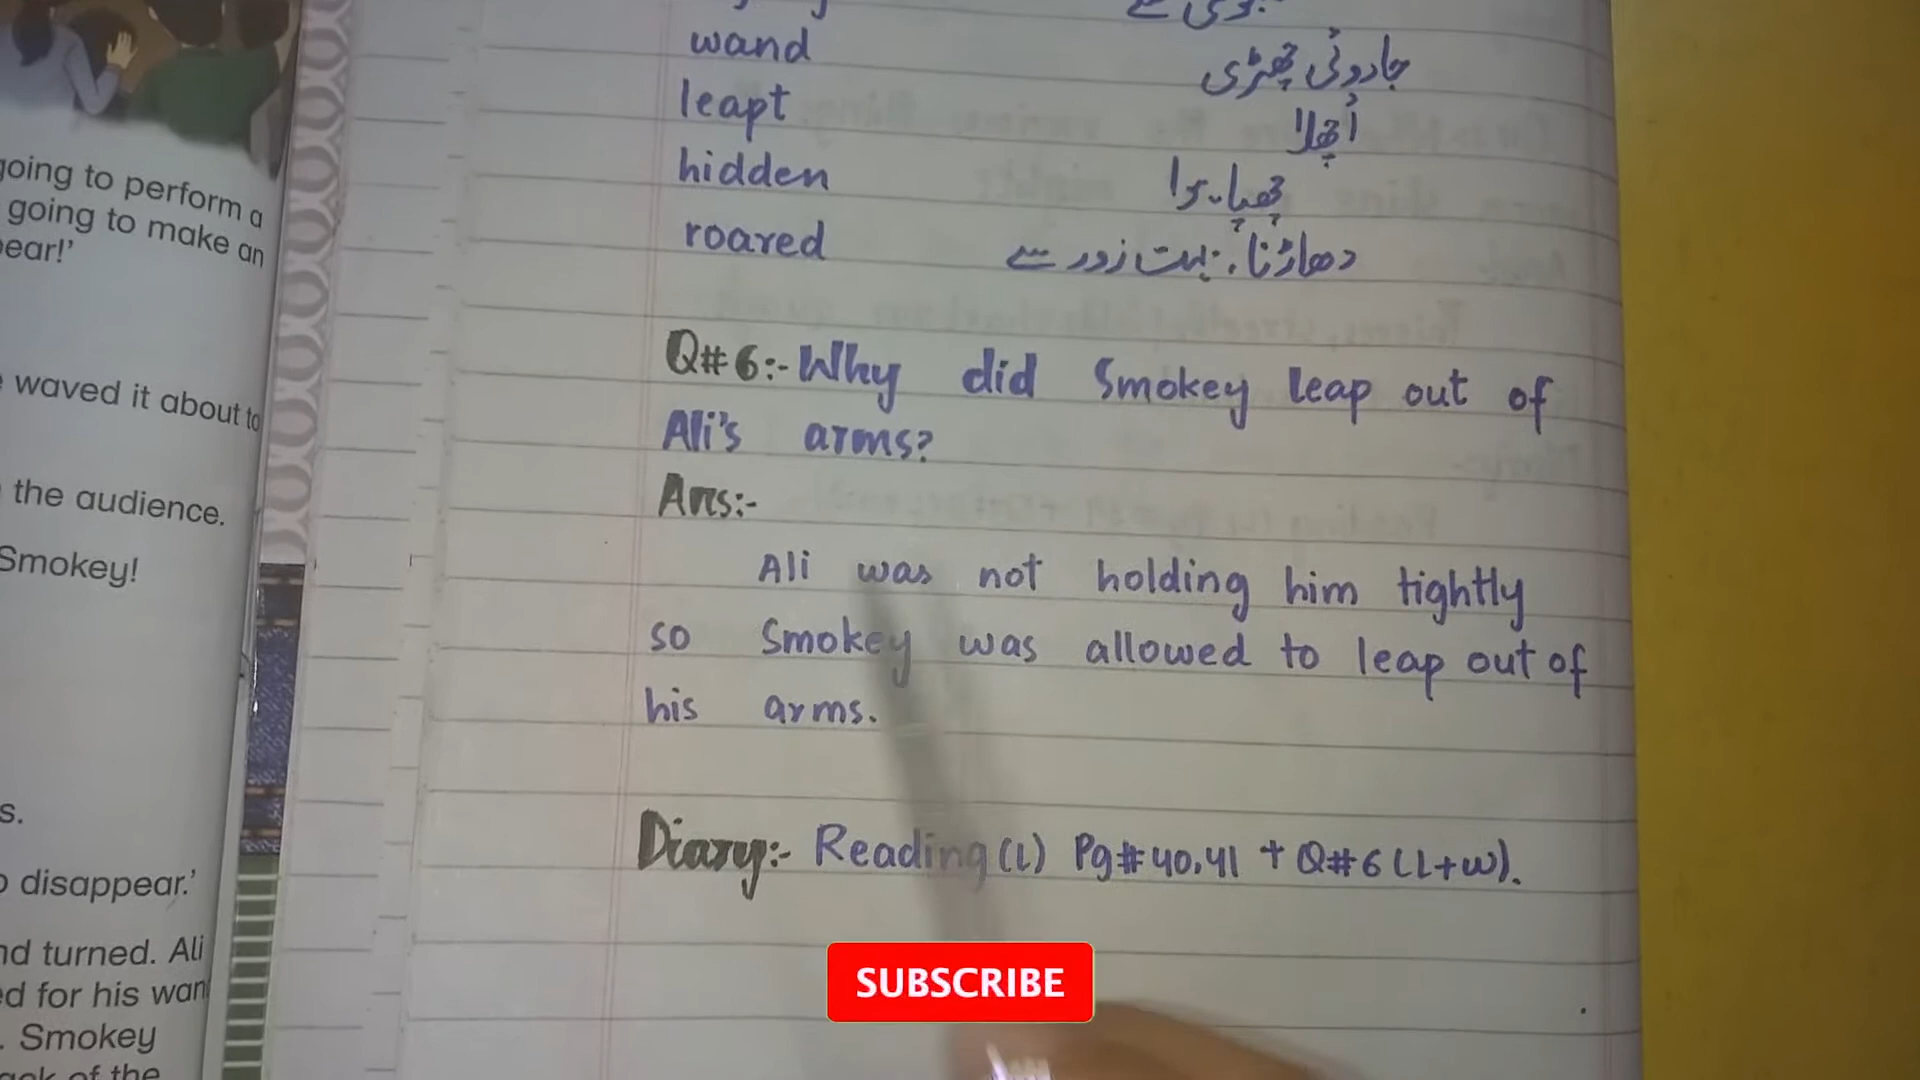 going to perform a
going to make an
ear!'
waved it about to
the audience.
Smokey!
s.
disappear.'
nd turned. Ali
ed for his wan
. Smokey
of the
wand جادوئی چھڑی
leapt اُچھلا
hidden چھپا ہوا
roared دھاڑنا، بہت زور سے
Q# 6:- Why did Smokey leap out of
Ali's arms?
Ans:-
Ali was not holding him tightly
so Smokey was allowed to leap out of
his arms.
Diary:- Reading (L) Pg# 40,41 + Q# 6 (L+W).
SUBSCRIBE